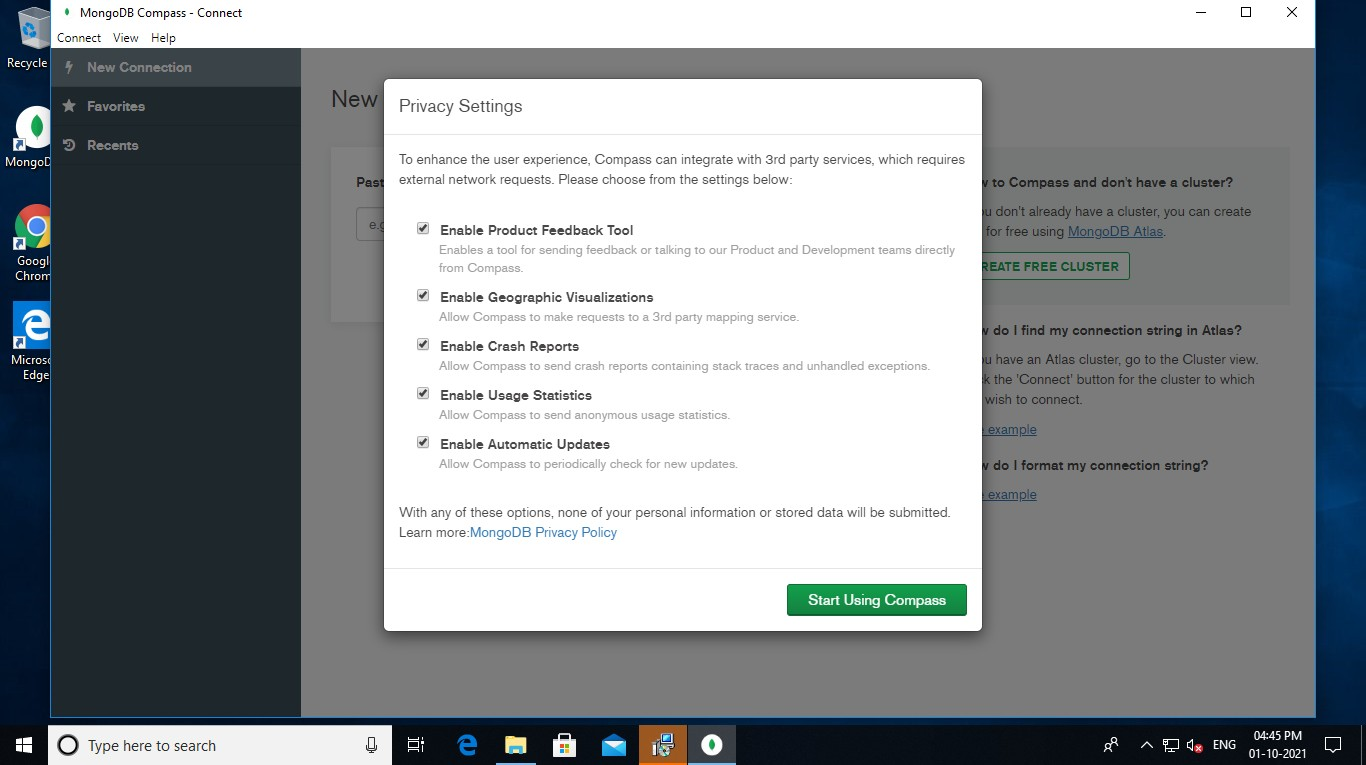 MongoDB Compass - Connect
Connect View Help
Recycle
MongoD
Googl
Chrom
Microso
Edge
New Connection
Favorites
Recents
New
Past
e.g
Privacy Settings
To enhance the user experience, Compass can integrate with 3rd party services, which requires
external network requests. Please choose from the settings below:
Enable Product Feedback Tool
Enables a tool for sending feedback or talking to our Product and Development teams directly
from Compass.
Enable Geographic Visualizations
Allow Compass to make requests to a 3rd party mapping service.
Enable Crash Reports
Allow Compass to send crash reports containing stack traces and unhandled exceptions.
Enable Usage Statistics
Allow Compass to send anonymous usage statistics.
Enable Automatic Updates
Allow Compass to periodically check for new updates.
With any of these options, none of your personal information or stored data will be submitted.
Learn more:MongoDB Privacy Policy
Start Using Compass
w to Compass and don't have a cluster?
ou don't already have a cluster, you can create
for free using MongoDB Atlas.
REATE FREE CLUSTER
w do I find my connection string in Atlas?
ou have an Atlas cluster, go to the Cluster view.
ck the 'Connect' button for the cluster to which
wish to connect.
e example
w do I format my connection string?
e example
Type here to search
ENG
04:45 PM
01-10-2021